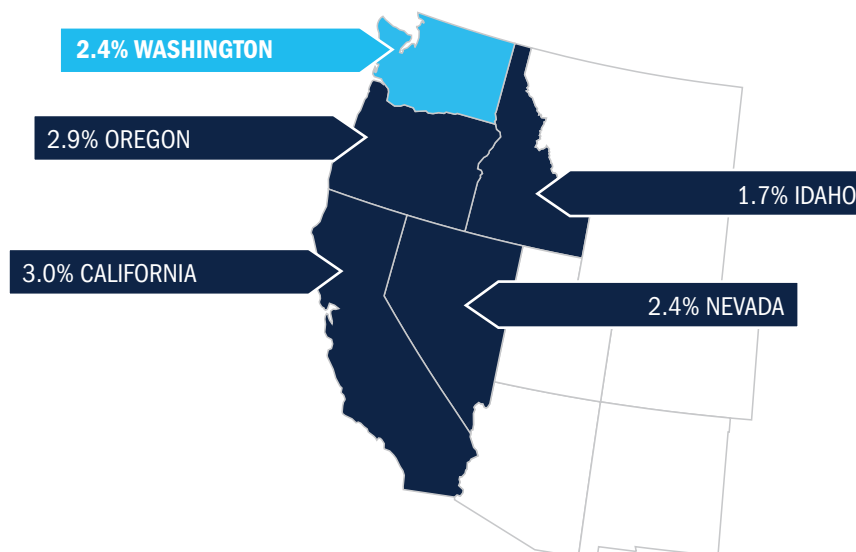 2.4% WASHINGTON
2.9% OREGON
1.7% IDAHO
3.0% CALIFORNIA
2.4% NEVADA